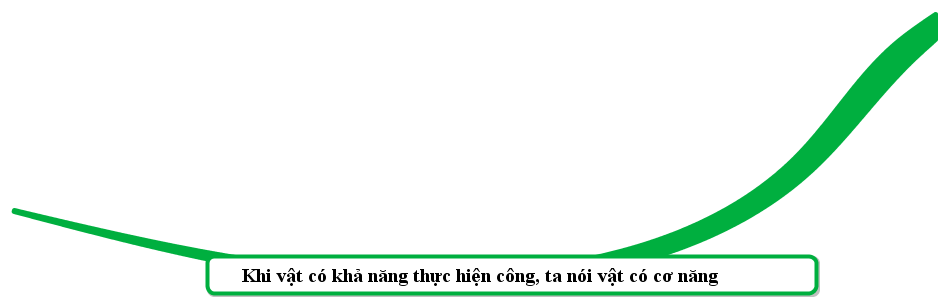 Khi vật có khả năng thực hiện công, ta nói vật có cơ năng